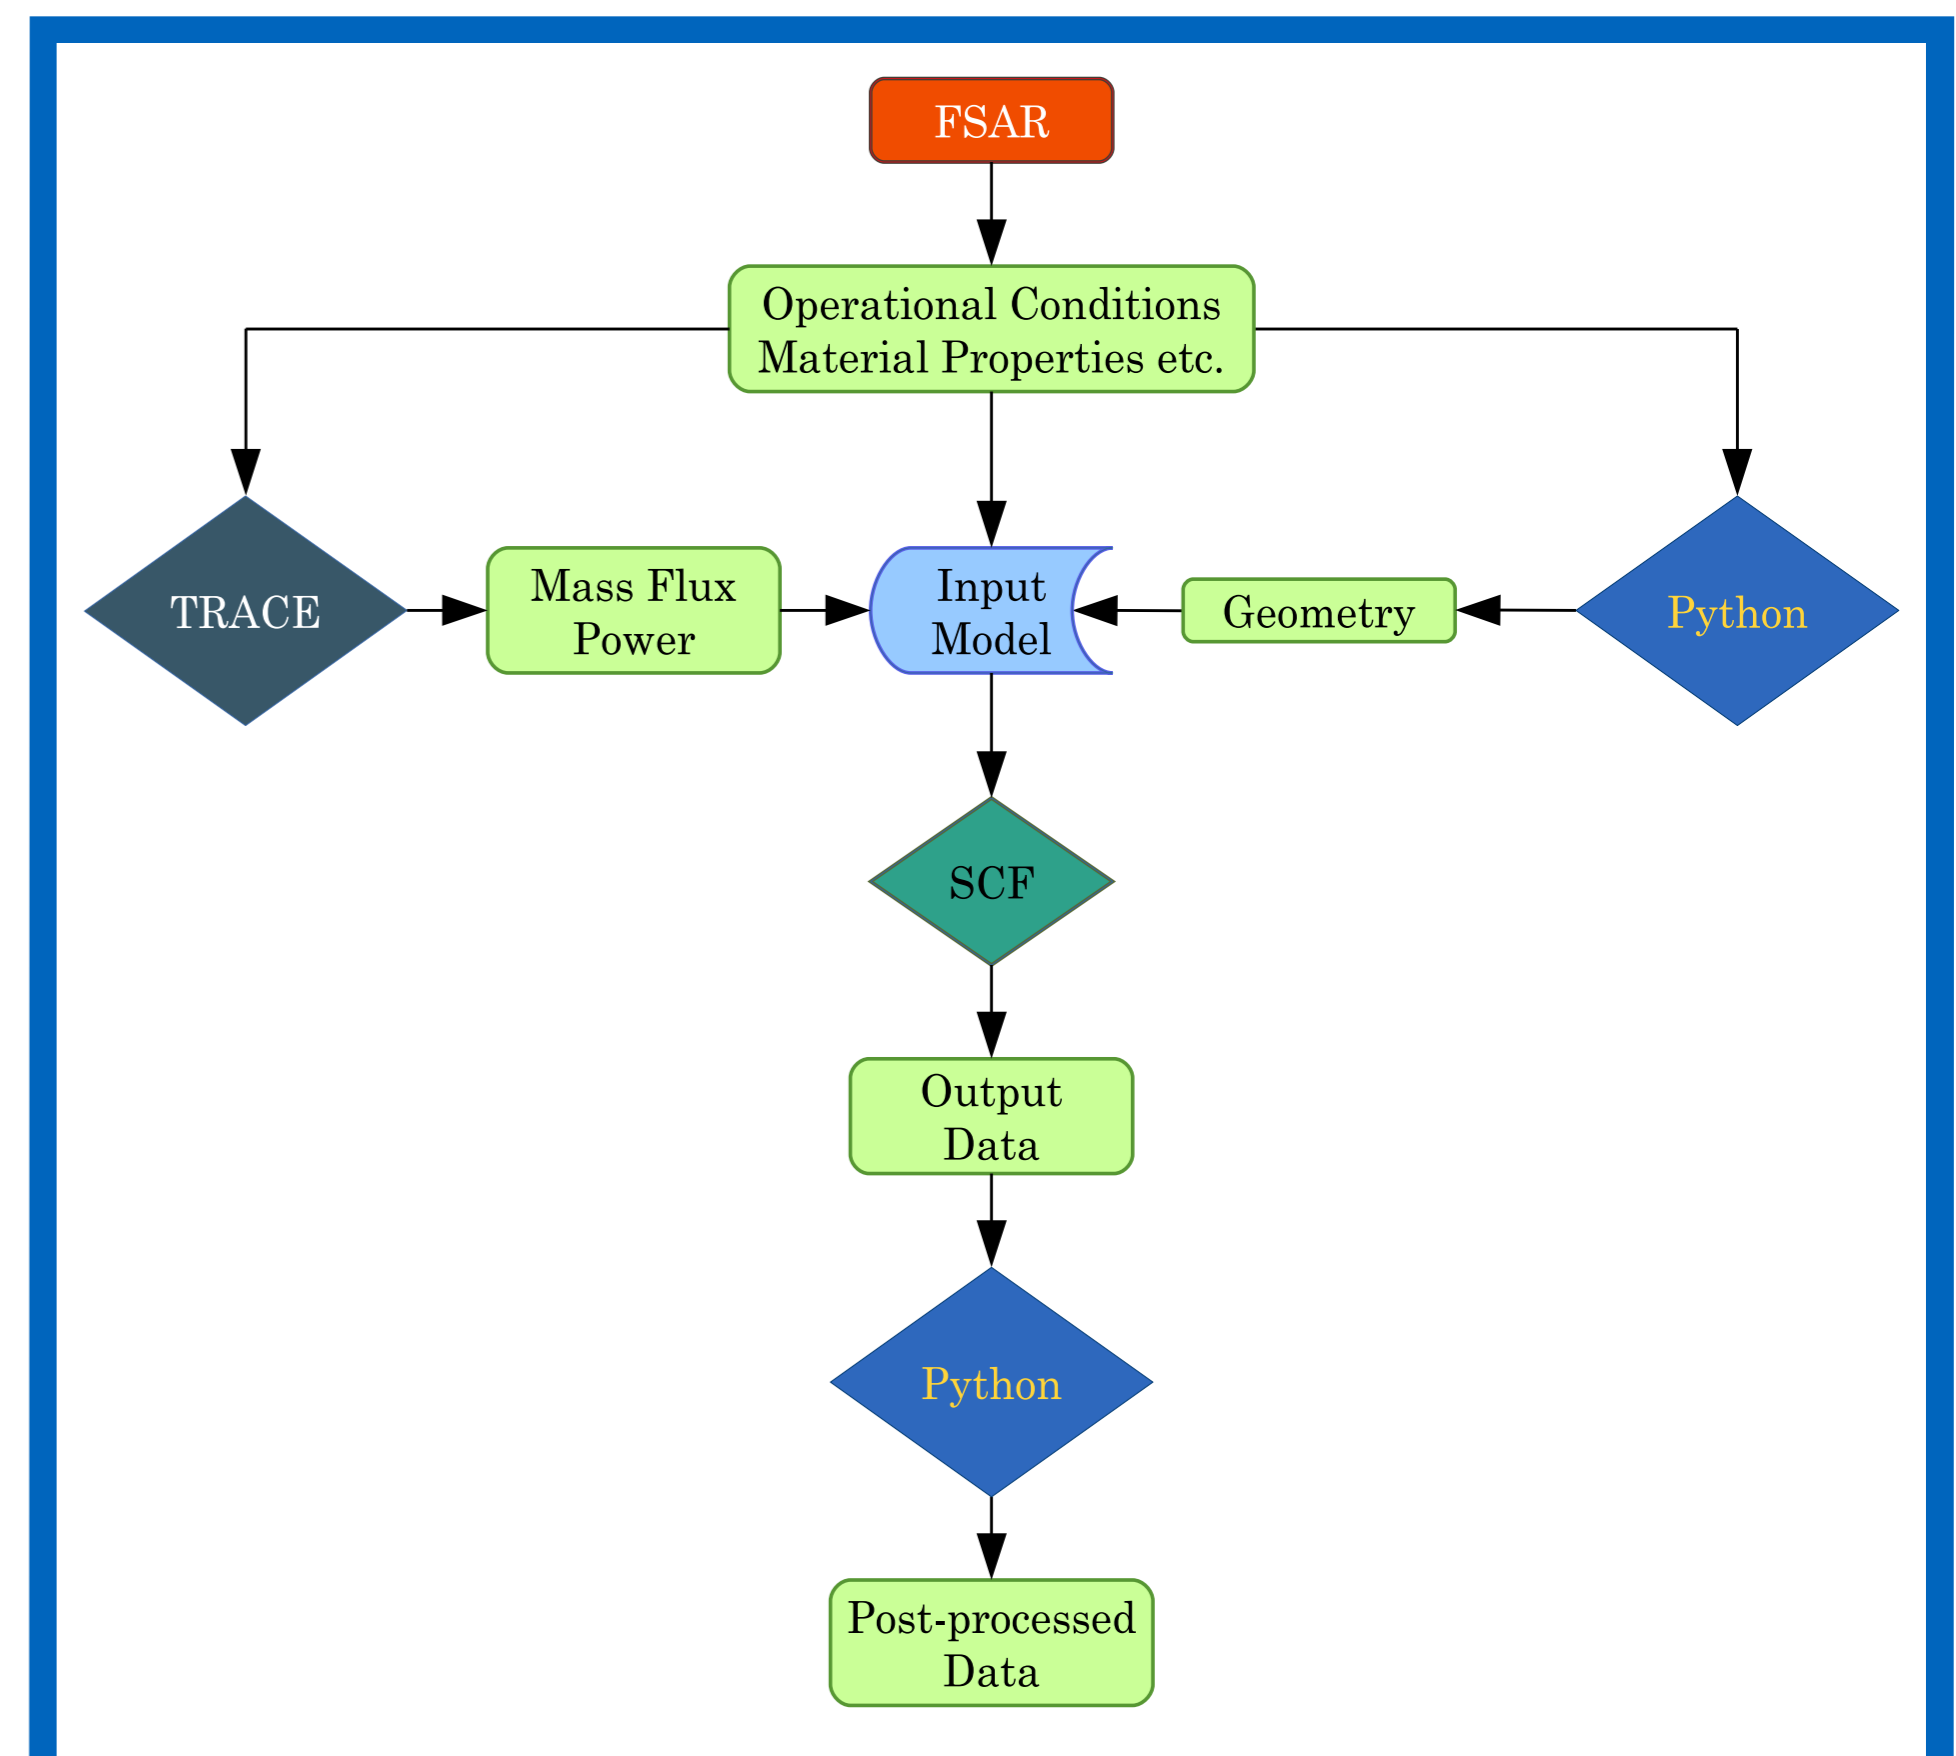 FSAR
Operational Conditions
Material Properties etc.
TRACE
Mass Flux
Power
Input
Model
Geometry
Python
SCF
Output
Data
Python
Post-processed
Data